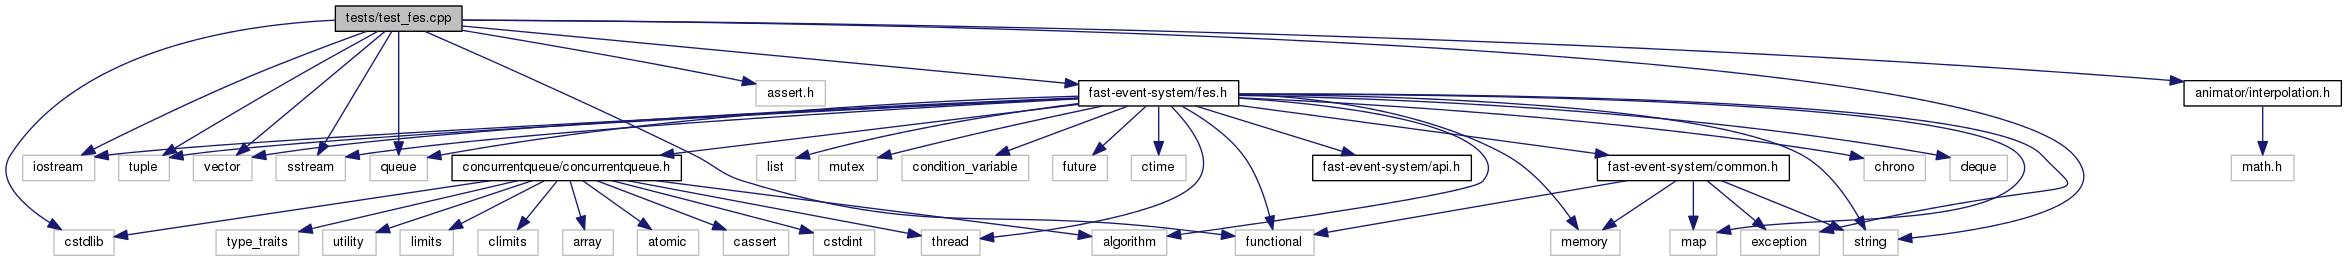 tests/test_fes.cpp
assert.h
fast-event-system/fes.h
animator/interpolation.h
iostream
tuple
vector
sstream
queue
concurrentqueue/concurrentqueue.h
list
mutex
condition_variable
future
ctime
fast-event-system/api.h
fast-event-system/common.h
chrono
deque
math.h
cstdlib
type_traits
utility
limits
climits
array
atomic
cassert
cstdint
thread
algorithm
functional
memory
map
exception
string